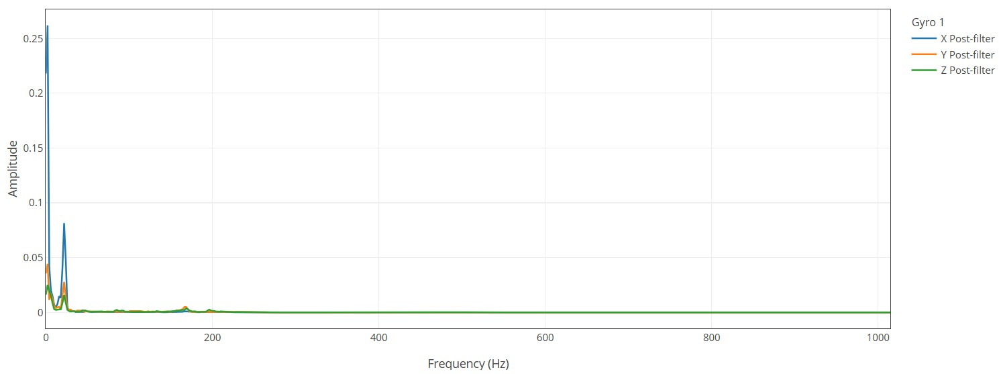 Gyro 1
X Post-filter
Y Post-filter
Z Post-filter
Amplitude
0.25
0.2
0.15
0.1
0.05
0
0 200 400 600 800 1000
Frequency (Hz)